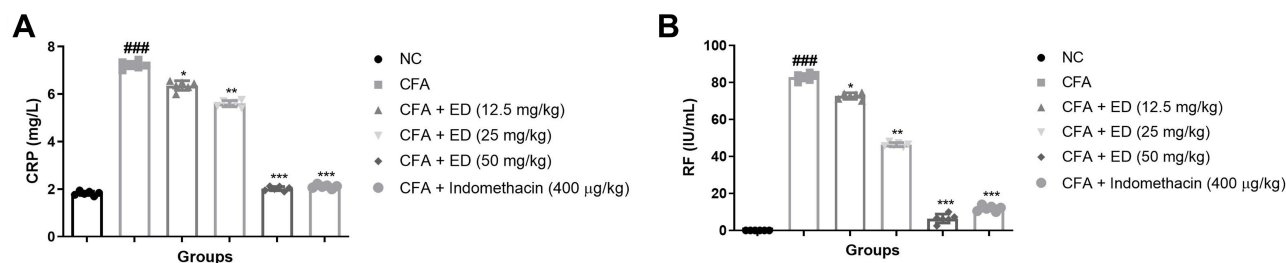 A
CRP (mg/L)
8
6
4
2
0
###
*
**
***
***
Groups
NC
CFA
CFA + ED (12.5 mg/kg)
CFA + ED (25 mg/kg)
CFA + ED (50 mg/kg)
CFA + Indomethacin (400 μg/kg)
B
RF (IU/mL)
100
80
60
40
20
0
###
*
**
***
***
Groups
NC
CFA
CFA + ED (12.5 mg/kg)
CFA + ED (25 mg/kg)
CFA + ED (50 mg/kg)
CFA + Indomethacin (400 μg/kg)